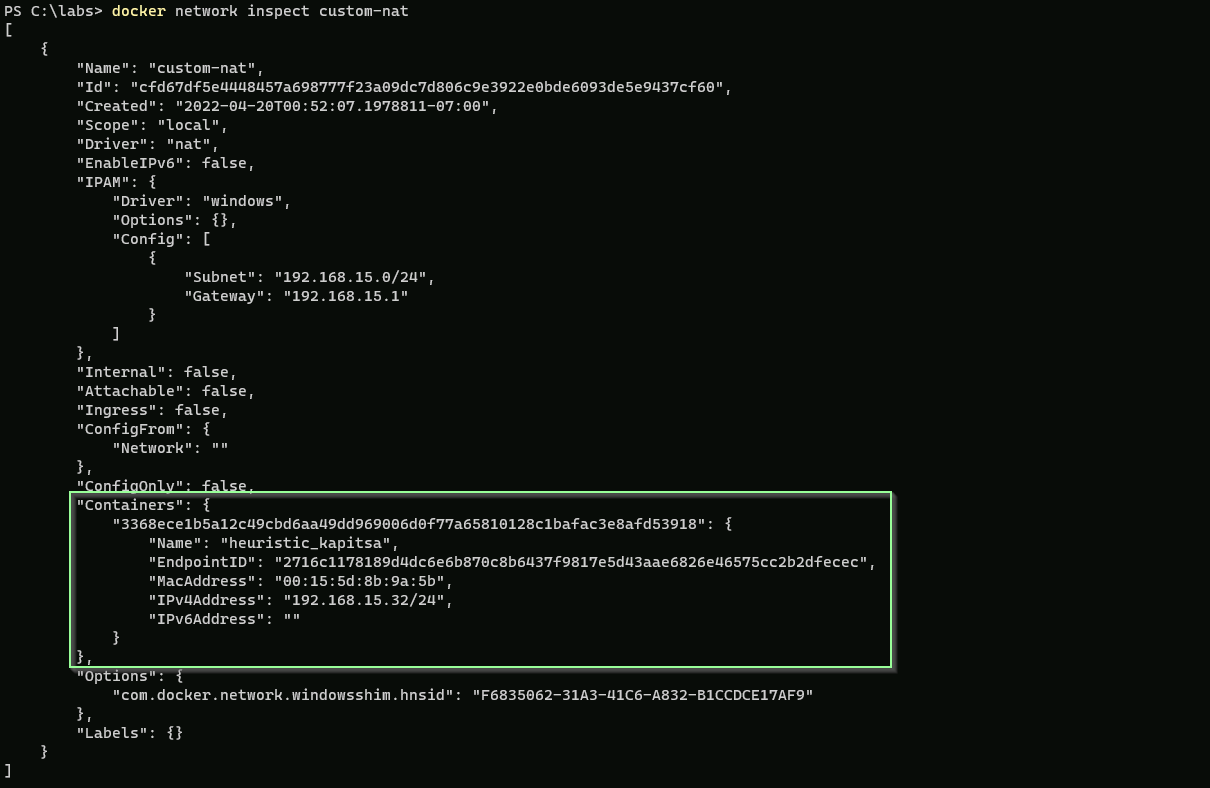 PS C:\labs> docker network inspect custom-nat
[
    {
        "Name": "custom-nat",
        "Id": "cfd67df5e4448457a698777f23a09dc7d806c9e3922e0bde6093de5e9437cf60",
        "Created": "2022-04-20T00:52:07.1978811-07:00",
        "Scope": "local",
        "Driver": "nat",
        "EnableIPv6": false,
        "IPAM": {
            "Driver": "windows",
            "Options": {},
            "Config": [
                {
                    "Subnet": "192.168.15.0/24",
                    "Gateway": "192.168.15.1"
                }
            ]
        },
        "Internal": false,
        "Attachable": false,
        "Ingress": false,
        "ConfigFrom": {
            "Network": ""
        },
        "ConfigOnly": false,
        "Containers": {
            "3368ece1b5a12c49cbd6aa49dd969006d0f77a65810128c1bafac3e8afd53918": {
                "Name": "heuristic_kapitsa",
                "EndpointID": "2716c1178189d4dc6e6b870c8b6437f9817e5d43aae6826e46575cc2b2dfecec",
                "MacAddress": "00:15:5d:8b:9a:5b",
                "IPv4Address": "192.168.15.32/24",
                "IPv6Address": ""
            }
        },
        "Options": {
            "com.docker.network.windowsshim.hnsid": "F6835062-31A3-41C6-A832-B1CCDCE17AF9"
        },
        "Labels": {}
    }
]